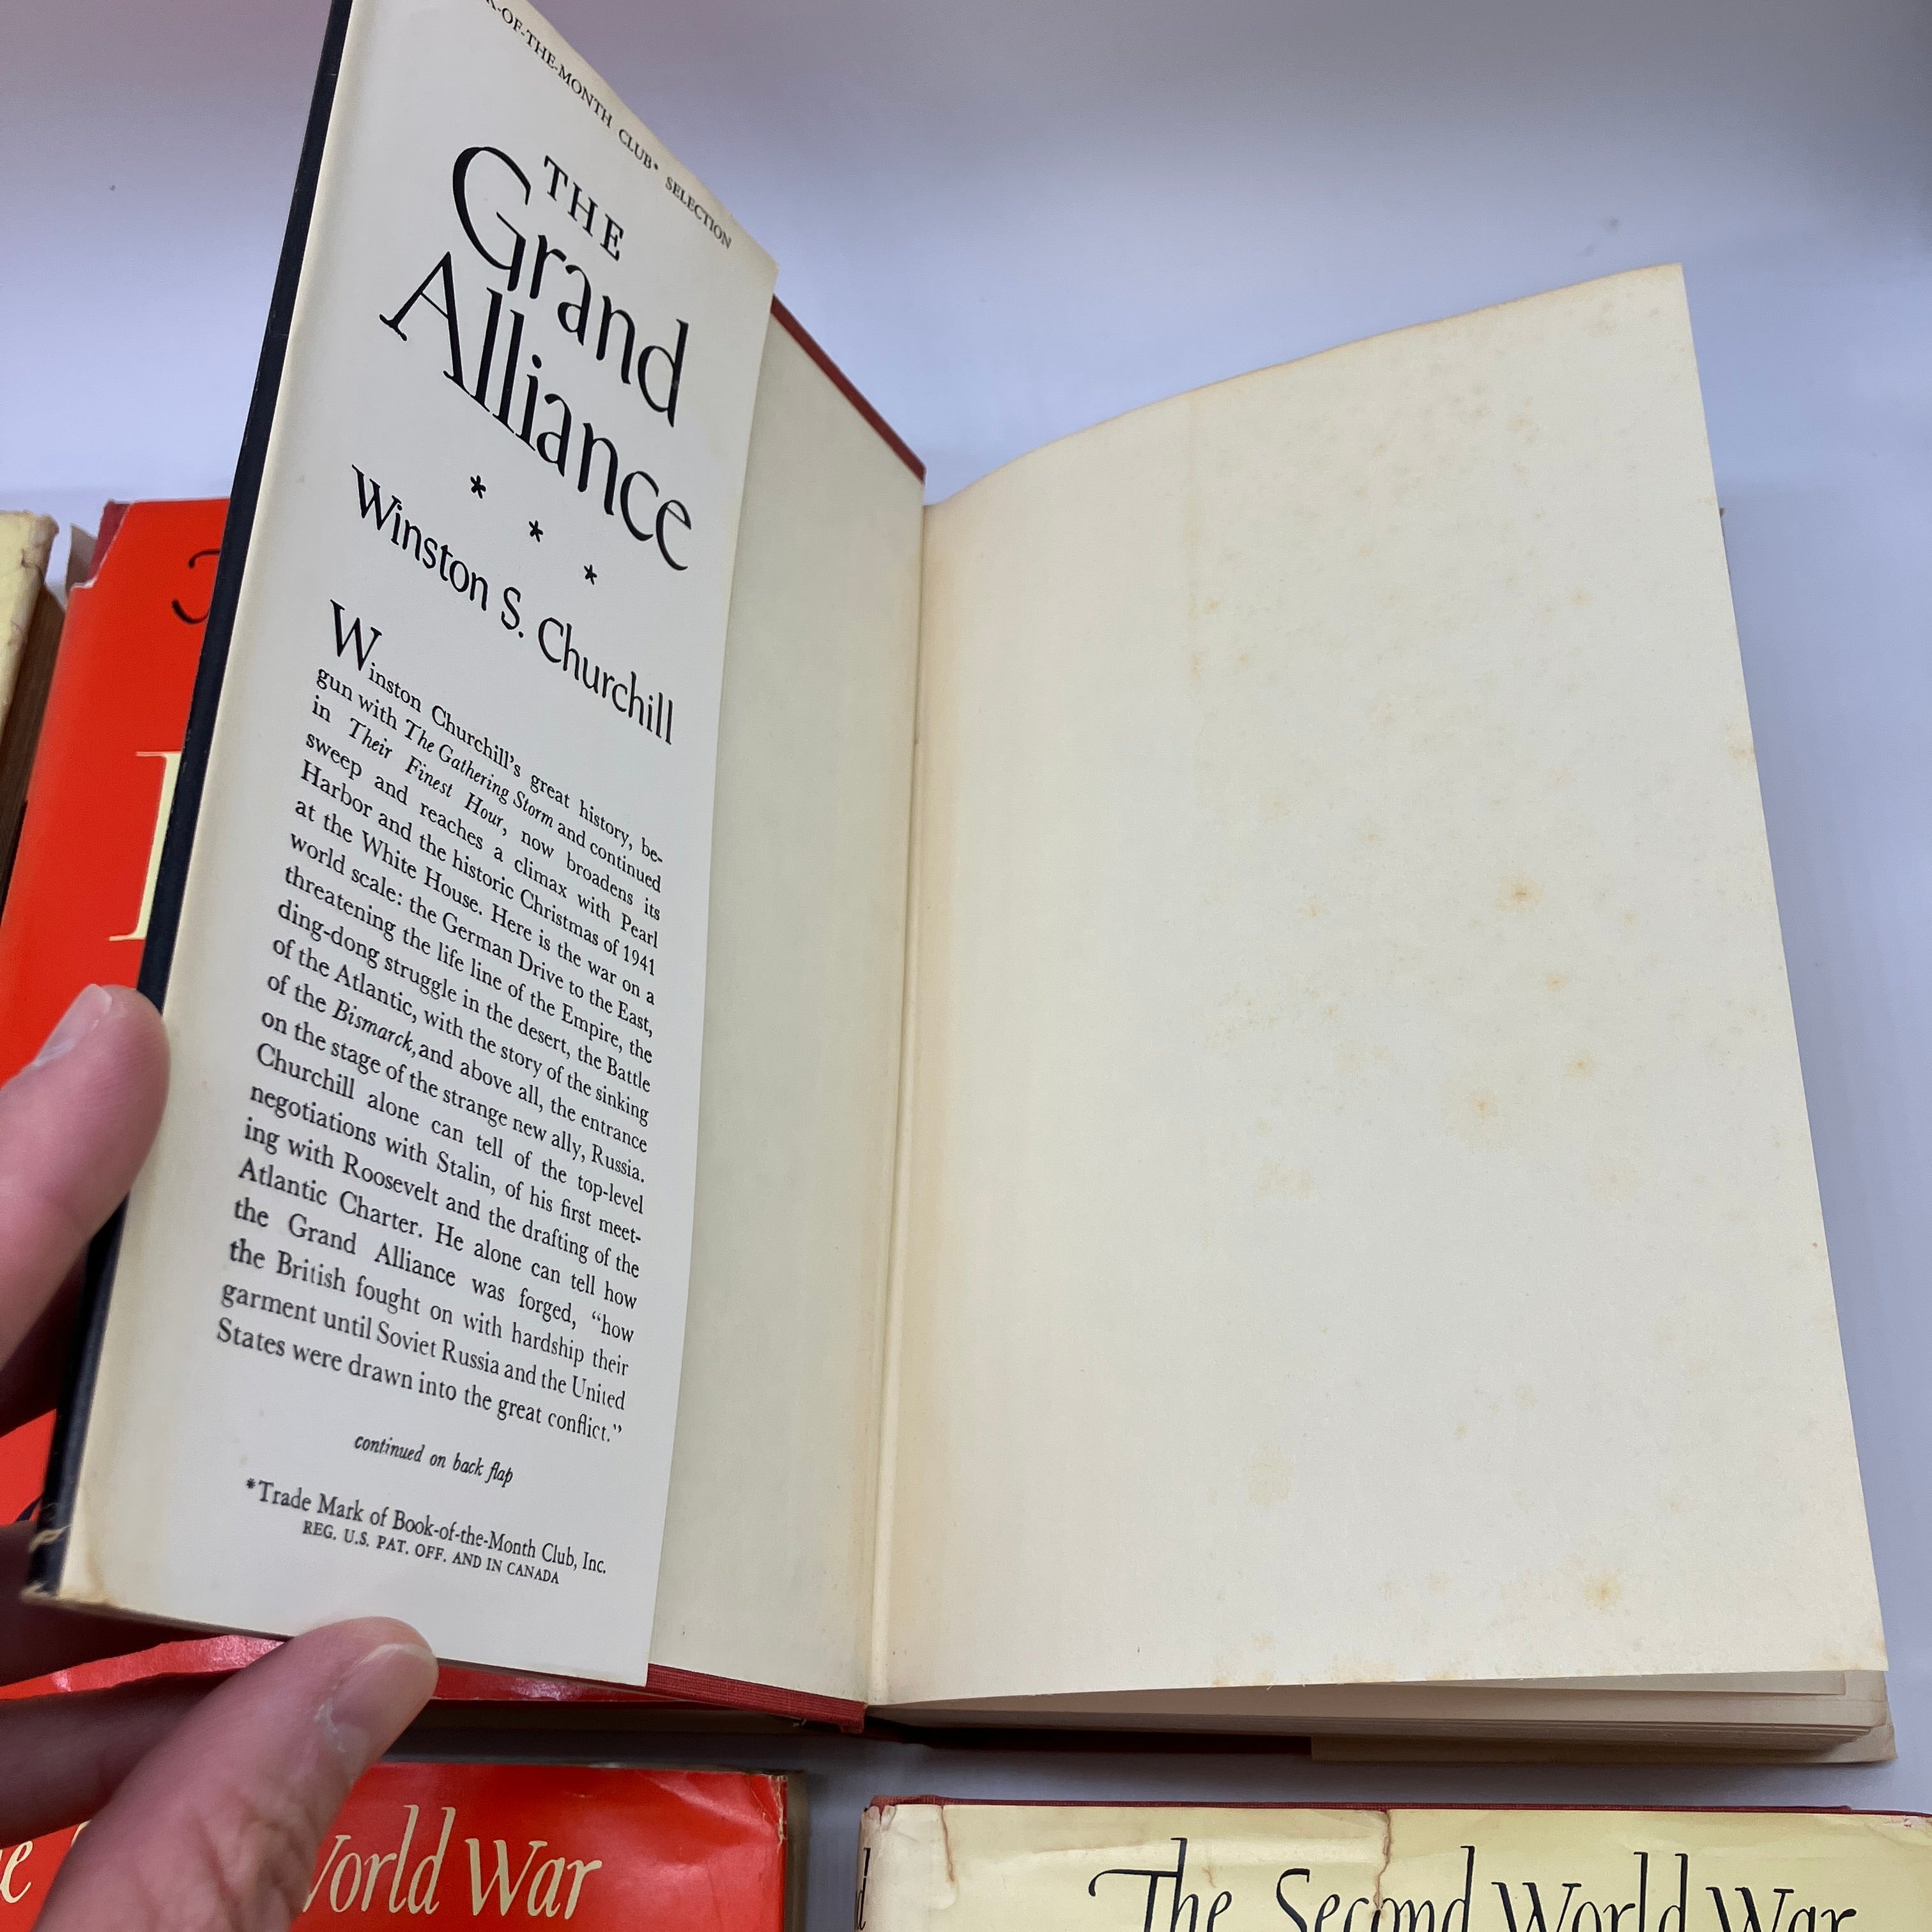 -OF-THE-MONTH CLUB* SELECTION
THE
Grand
Alliance
* * *
Winston S. Churchill
Winston Churchill's great history, be-
gun with The Gathering Storm and continued
in Their Finest Hour, now broadens its
sweep and reaches a climax with Pearl
Harbor and the historic Christmas of 1941
at the White House. Here is the war on a
world scale: the German Drive to the East,
threatening the life line of the Empire, the
ding-dong struggle in the desert, the Battle
of the Atlantic, with the story of the sinking
of the Bismarck, and above all, the entrance
on the stage of the strange new ally, Russia.
Churchill alone can tell of the top-level
negotiations with Stalin, of his first meet-
ing with Roosevelt and the drafting of the
Atlantic Charter. He alone can tell how
the Grand Alliance was forged, "how
the British fought on with hardship their
garment until Soviet Russia and the United
States were drawn into the great conflict."
continued on back flap
*Trade Mark of Book-of-the-Month Club, Inc.
REG. U.S. PAT. OFF. AND IN CANADA
World War
The Second World War